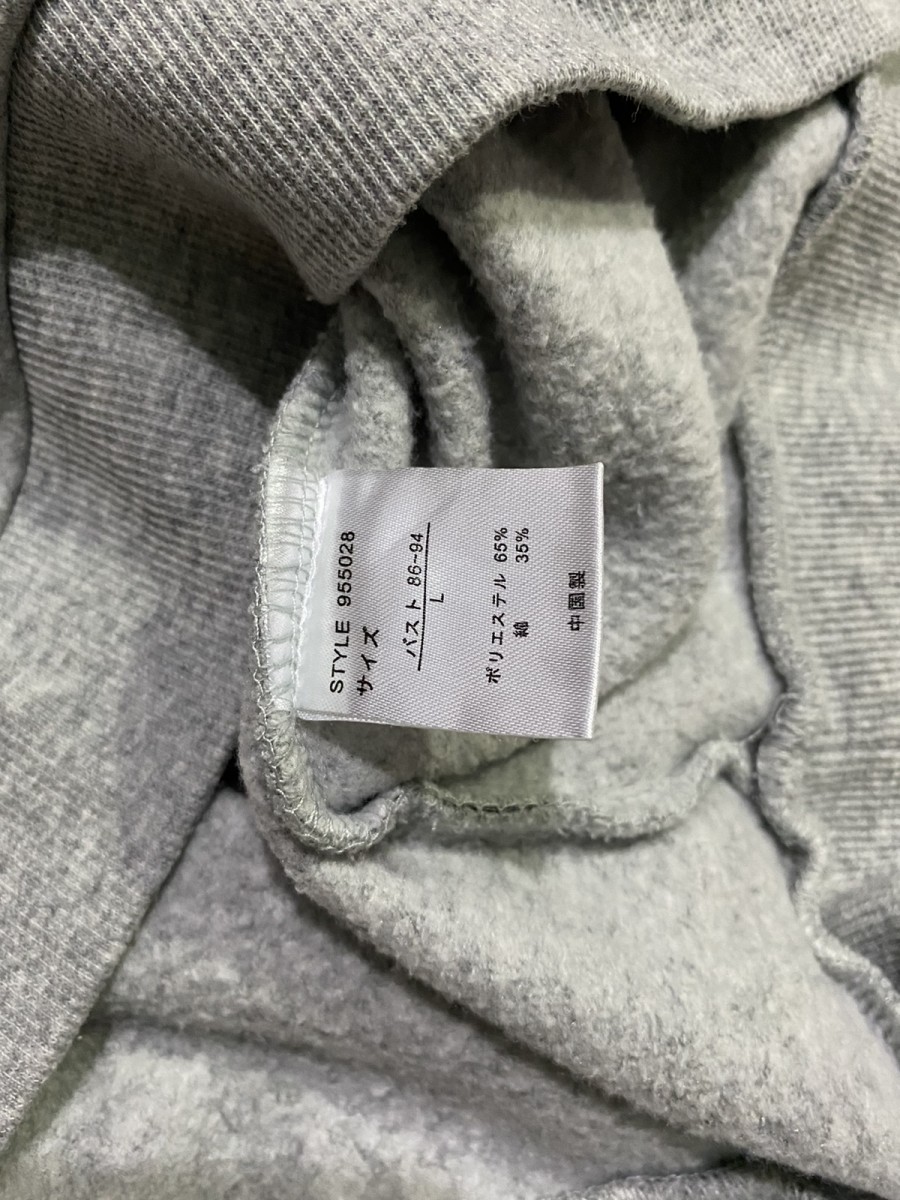 STYLE 955028
サイズ
バスト 86~94
L
ポリエステル 65%
綿 35%
中国製